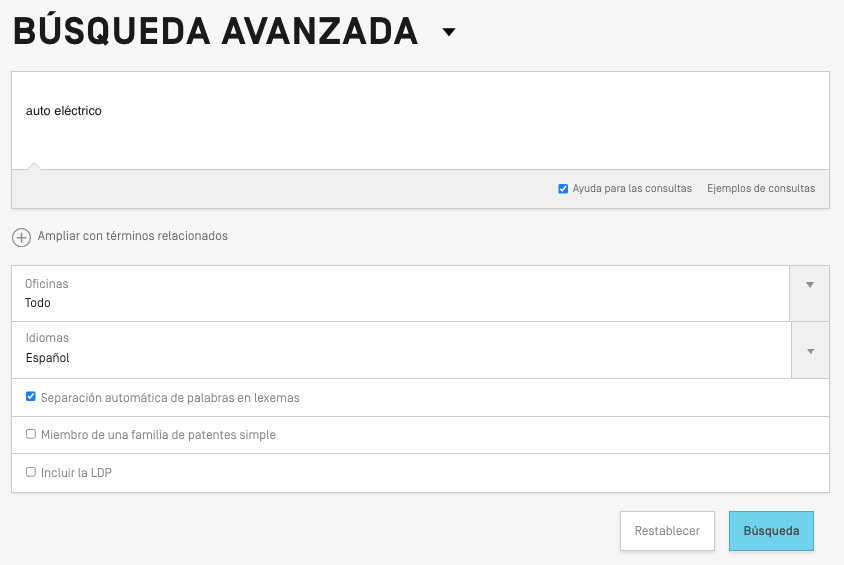 BÚSQUEDA AVANZADA
auto eléctrico
Ayuda para las consultas Ejemplos de consultas
Ampliar con términos relacionados
Oficinas
Todo
Idiomas
Español
Separación automática de palabras en lexemas
Miembro de una familia de patentes simple
Incluir la LDP
Restablecer Búsqueda